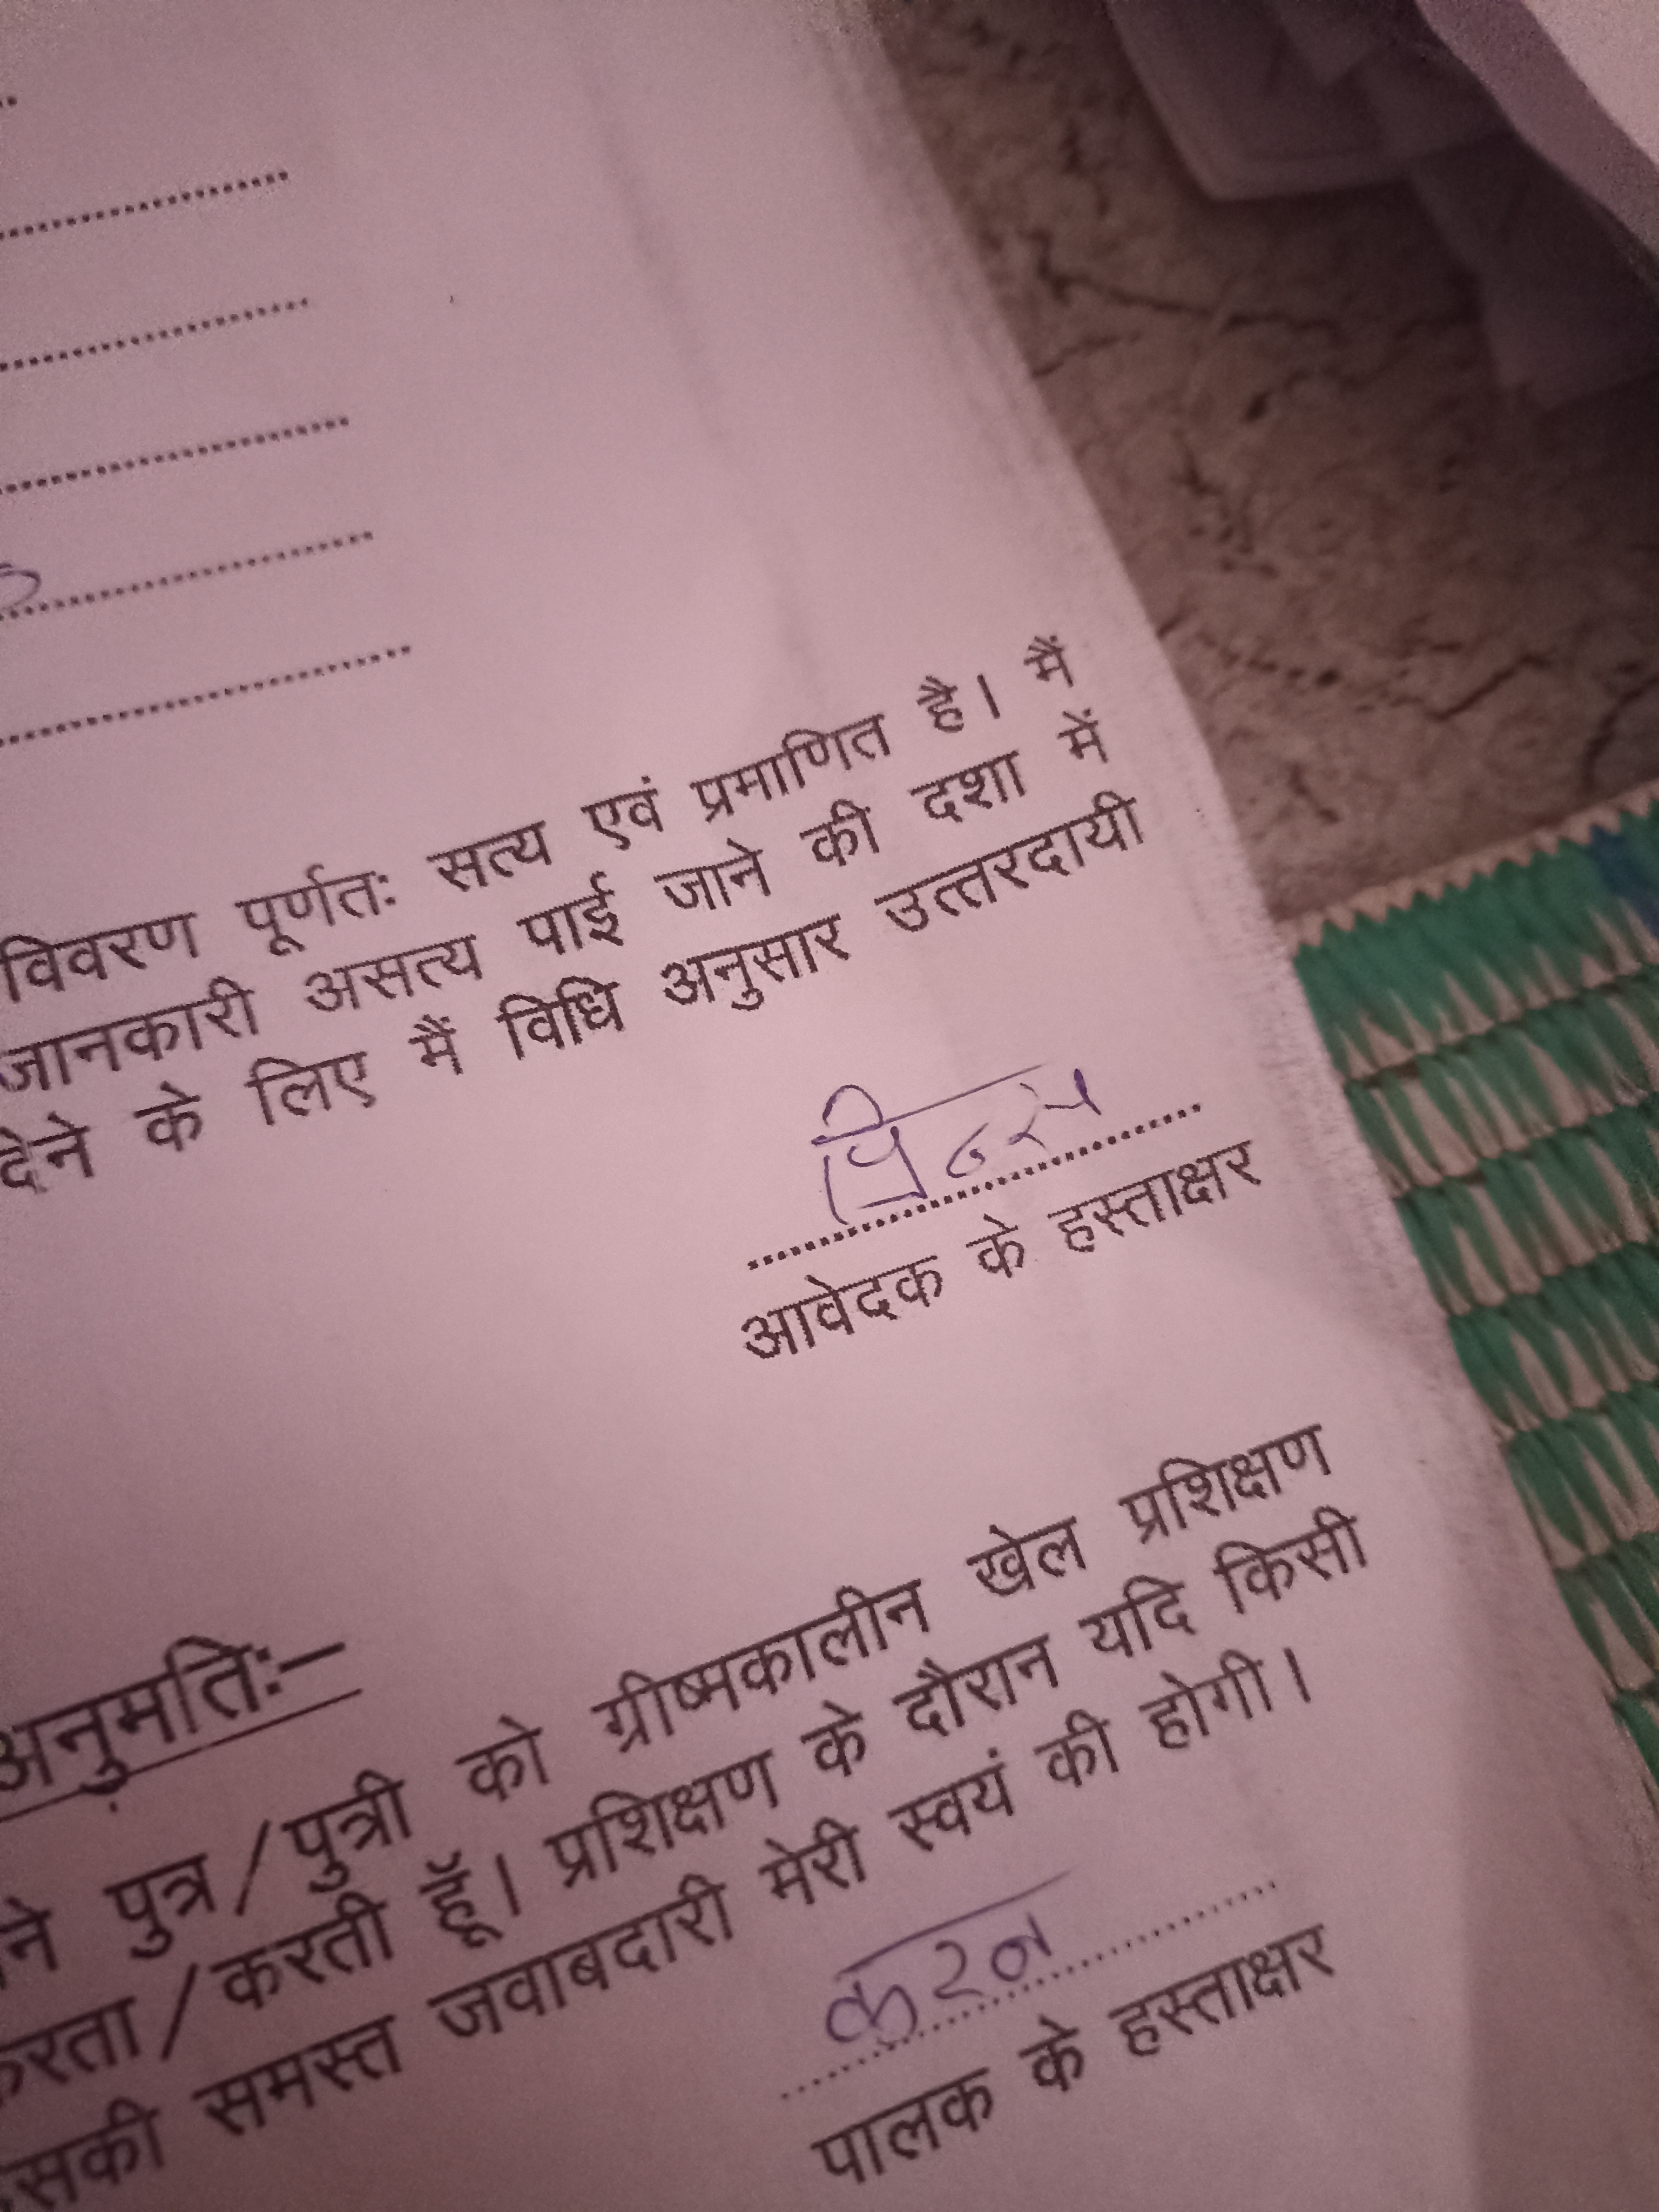 विवरण पूर्णतः सत्य एवं प्रमाणित है। मैं
जानकारी असत्य पाई जाने की दशा में
देने के लिए मैं विधि अनुसार उत्तरदायी
प्रिन्स
आवेदक के हस्ताक्षर
अनुमतिः—
पुत्र/पुत्री को ग्रीष्मकालीन खेल प्रशिक्षण
करता/करती हूँ। प्रशिक्षण के दौरान यदि किसी
समस्त जवाबदारी मेरी स्वयं की होगी।
करन
पालक के हस्ताक्षर